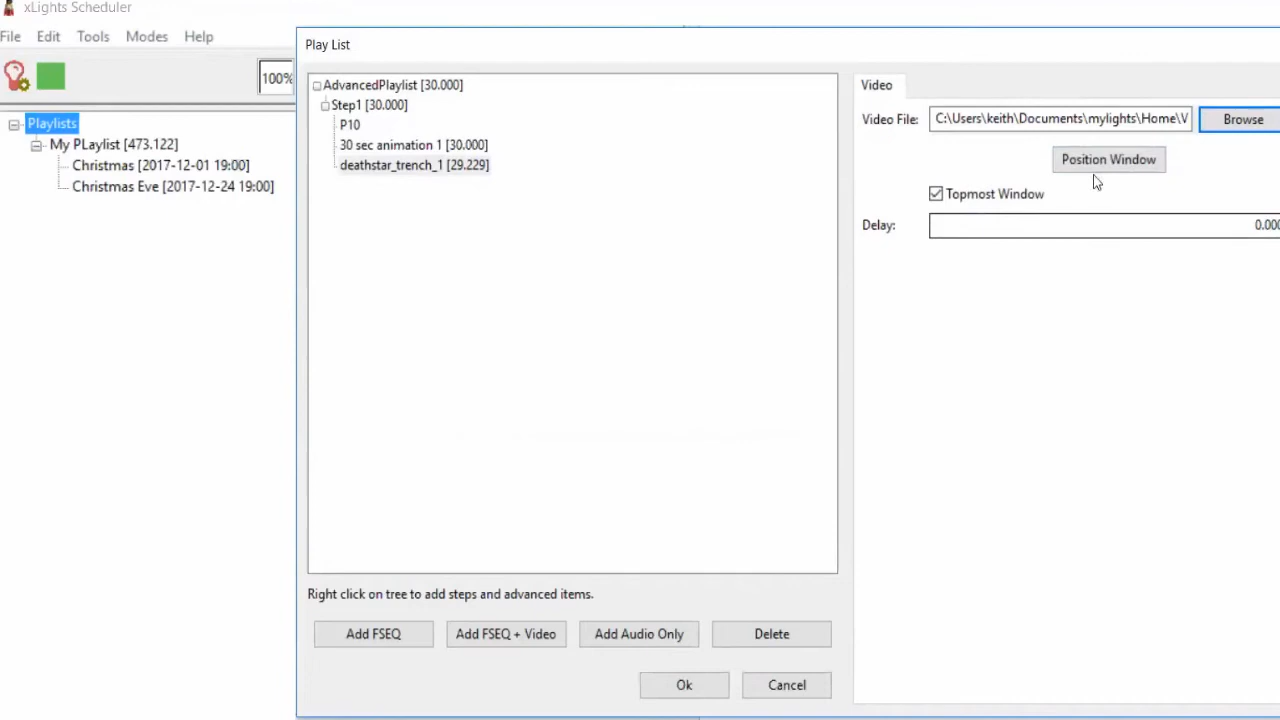 xLights Scheduler
File Edit Tools Modes Help
100%
Playlists
My PLaylist [473.122]
Christmas [2017-12-01 19:00]
Christmas Eve [2017-12-24 19:00]
Play List
AdvancedPlaylist [30.000]
Step1 [30.000]
P10
30 sec animation 1 [30.000]
deathstar_trench_1 [29.229]
Right click on tree to add steps and advanced items.
Add FSEQ Add FSEQ + Video Add Audio Only Delete
Ok Cancel
Video
Video File: C:\Users\keith\Documents\mylights\Home\V Browse
Position Window
Topmost Window
Delay: 0.000